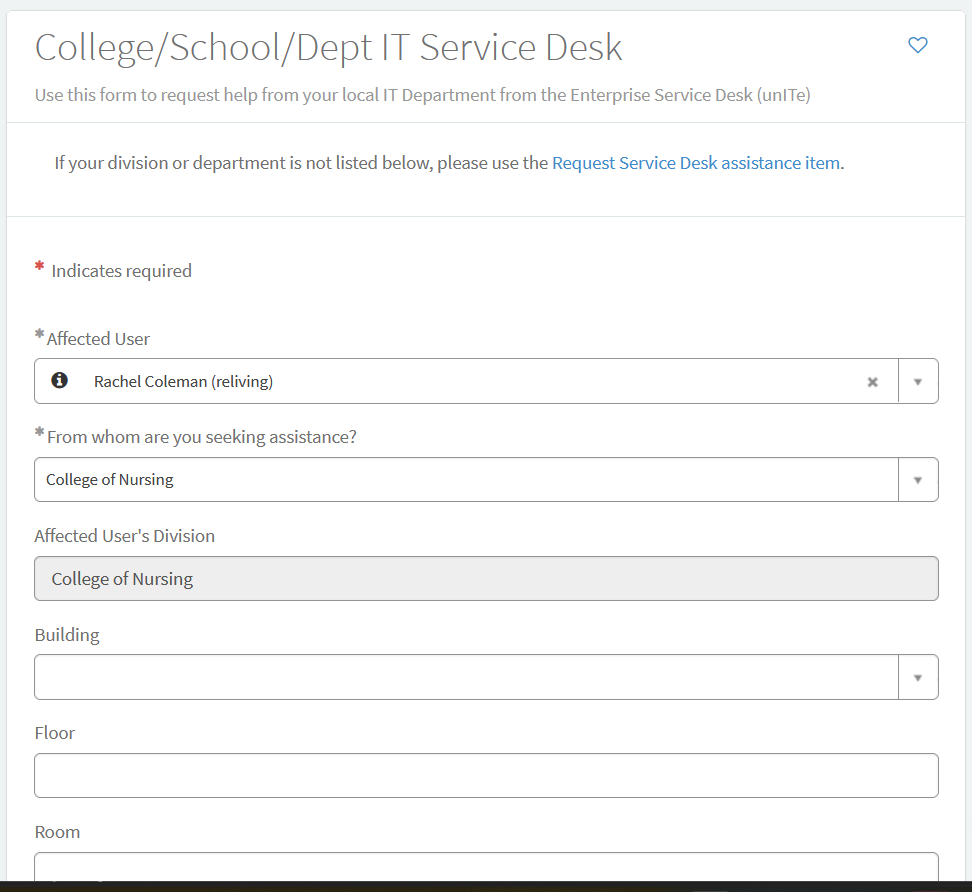 College/School/Dept IT Service Desk
Use this form to request help from your local IT Department from the Enterprise Service Desk (unITe)
If your division or department is not listed below, please use the Request Service Desk assistance item.
* Indicates required
* Affected User
Rachel Coleman (reliving)
* From whom are you seeking assistance?
College of Nursing
Affected User's Division
College of Nursing
Building
Floor
Room